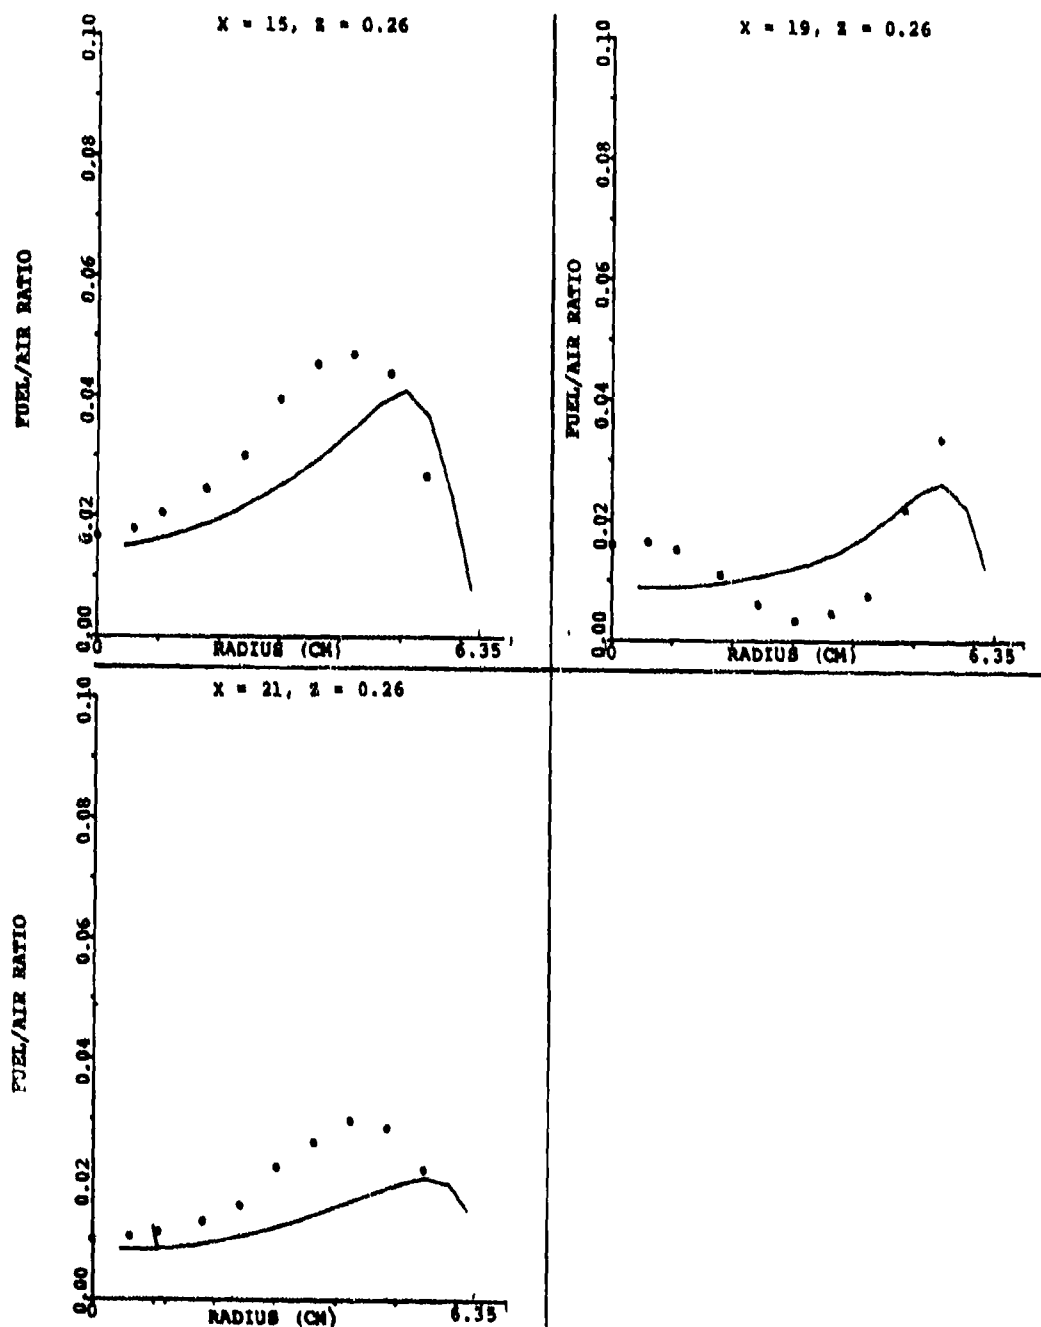 X = 15, Z = 0.26
FUEL/AIR RATIO
0.10
0.08
0.06
0.04
0.02
0.00
0
RADIUS (CM)
6.35
X = 19, Z = 0.26
FUEL/AIR RATIO
0.10
0.08
0.06
0.04
0.02
.00
0
RADIUS (CM)
6.35
X = 21, Z = 0.26
FUEL/AIR RATIO
0.10
0.08
0.06
0.04
0.02
0.00
0
RADIUS (CM)
6.35